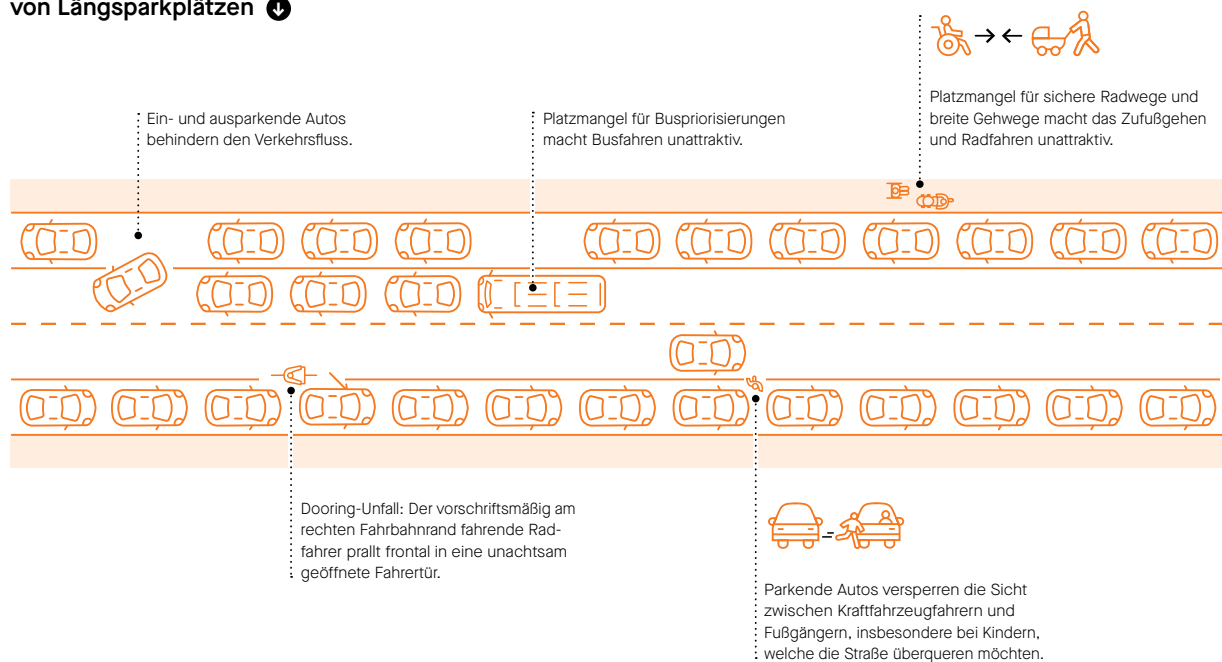 von Längsparkplätzen
Ein- und ausparkende Autos
behindern den Verkehrsfluss.
Platzmangel für Buspriorisierungen
macht Busfahren unattraktiv.
Platzmangel für sichere Radwege und
breite Gehwege macht das Zufußgehen
und Radfahren unattraktiv.
Dooring-Unfall: Der vorschriftsmäßig am
rechten Fahrbahnrand fahrende Rad-
fahrer prallt frontal in eine unachtsam
geöffnete Fahrertür.
Parkende Autos versperren die Sicht
zwischen Kraftfahrzeugfahrern und
Fußgängern, insbesondere bei Kindern,
welche die Straße überqueren möchten.